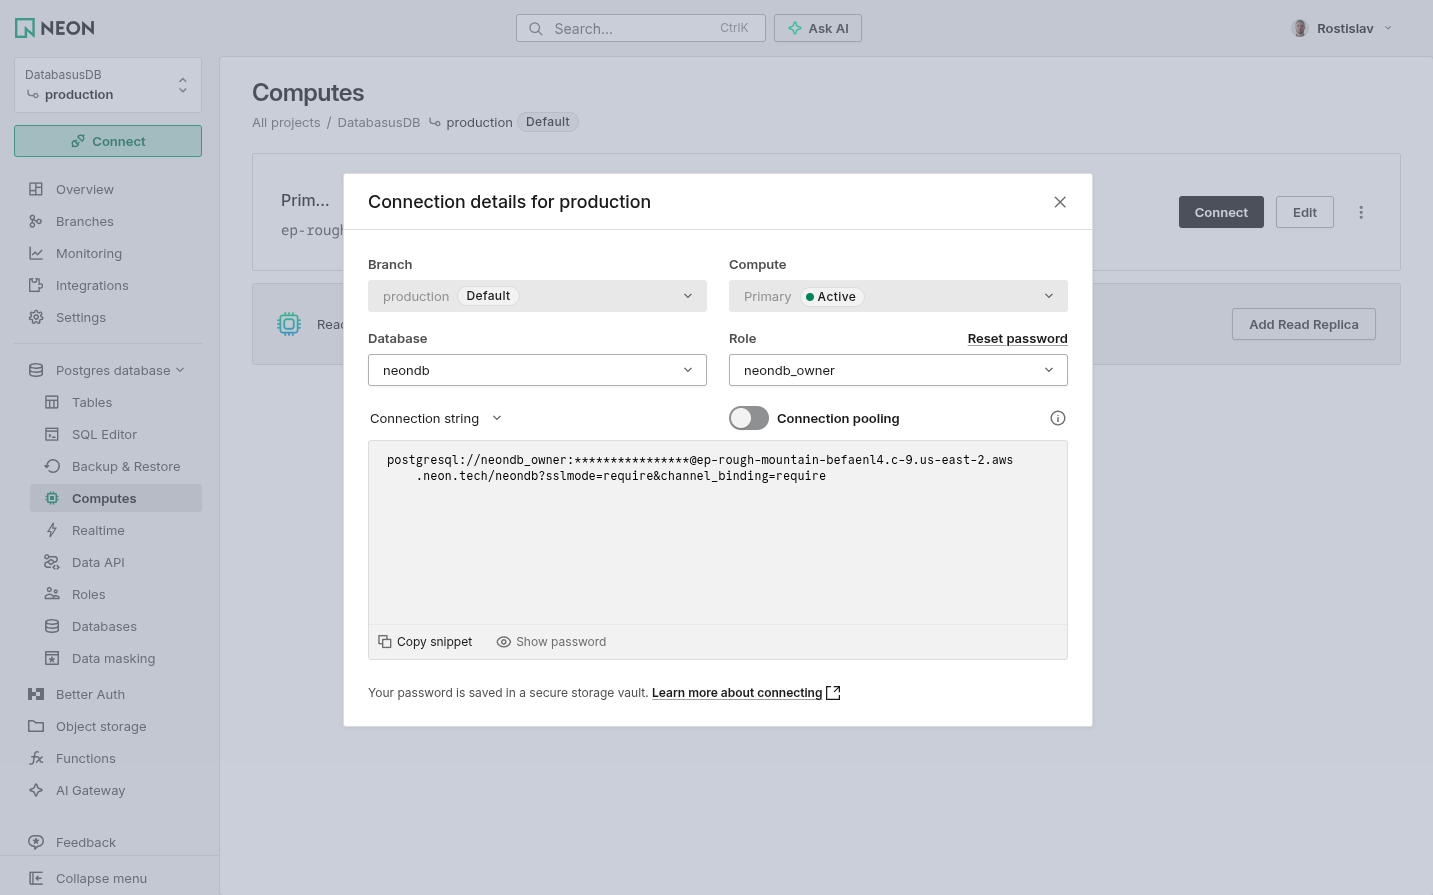 NEON
Search...
CtrlK
Ask AI
Rostislav
DatabasusDB
production
Connect
Overview
Branches
Monitoring
Integrations
Settings
Postgres database
Tables
SQL Editor
Backup & Restore
Computes
Realtime
Data API
Roles
Databases
Data masking
Better Auth
Object storage
Functions
AI Gateway
Feedback
Collapse menu
Computes
All projects / DatabasusDB production Default
Prim...
ep-rough
Connect
Edit
Read
Add Read Replica
Connection details for production
Branch
production Default
Compute
Primary Active
Database
neondb
Role
Reset password
neondb_owner
Connection string
Connection pooling
postgresql://neondb_owner:****************@ep-rough-mountain-befaenl4.c-9.us-east-2.aws
.neon.tech/neondb?sslmode=require&channel_binding=require
Copy snippet
Show password
Your password is saved in a secure storage vault. Learn more about connecting